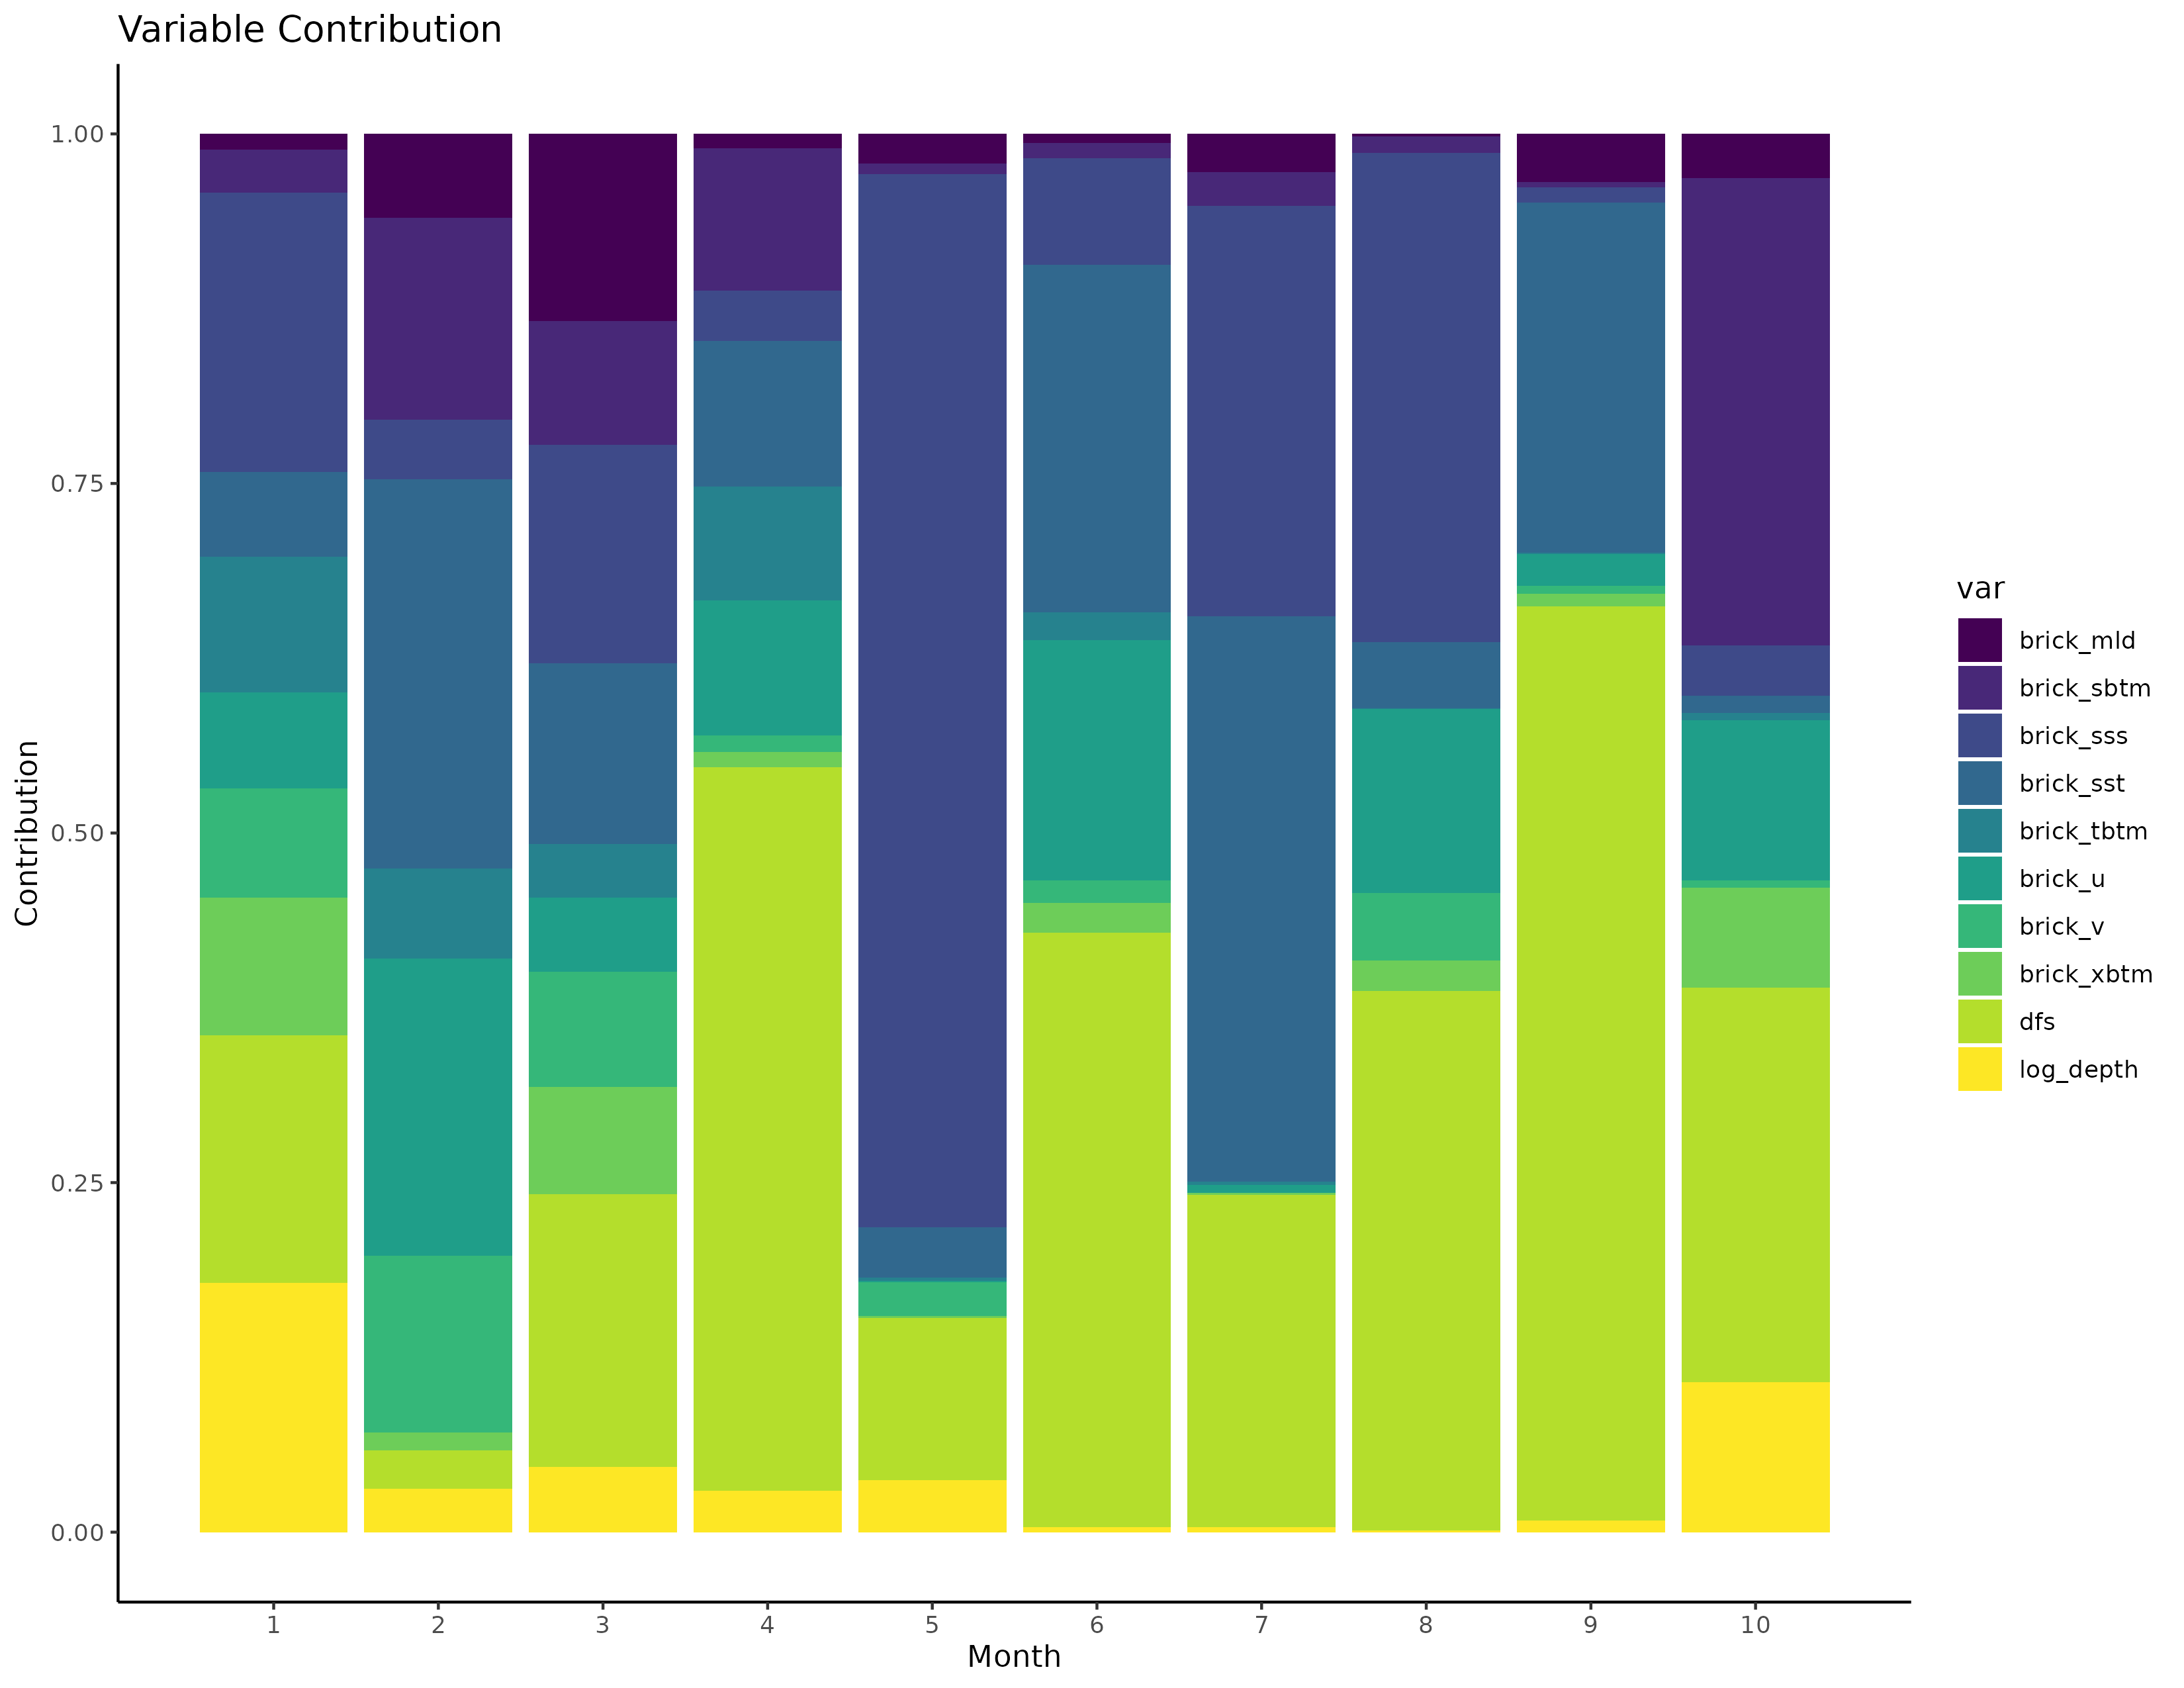 Variable Contribution
1.00
0.75
0.50
0.25
0.00
Contribution
1 2 3 4 5 6 7 8 9 10
Month
var
brick_mld
brick_sbtm
brick_sss
brick_sst
brick_tbtm
brick_u
brick_v
brick_xbtm
dfs
log_depth